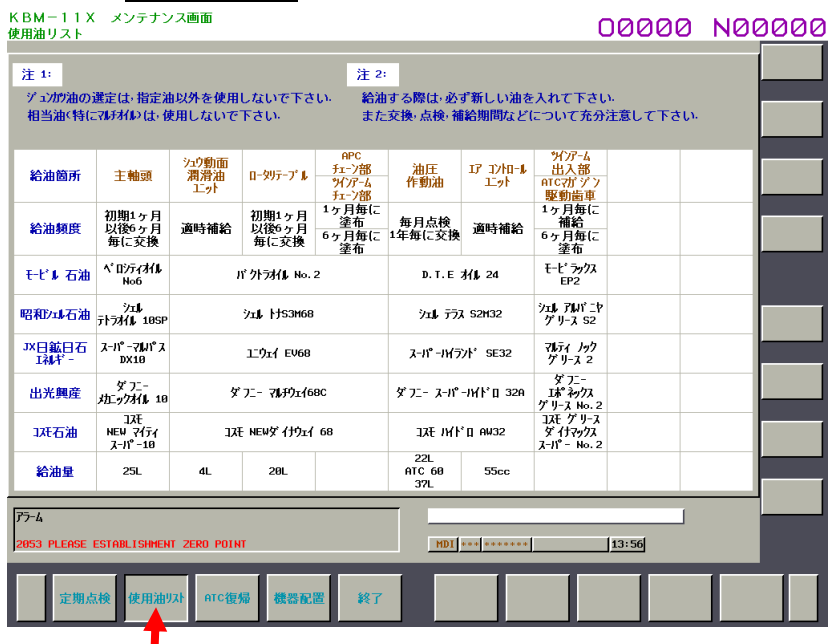 KBM-11X メンテナンス画面
使用油リスト
O0000 N00000
注 1:
ジュンカツ油の選定は,指定油以外を使用しないで下さい.
相当油(特にマルチオイル)は,使用しないで下さい.
注 2:
給油する際は,必ず新しい油を入れて下さい.
また交換,点検,補給期間などについて充分注意して下さい.
給油箇所 主軸頭 シュウ動面潤滑油ユニット ロータリテーブル APCチェーン部 ツインアームチェーン部 油圧作動油 エア コントロールユニット ツインアーム出入部 ATCマガジン駆動歯車
給油頻度 初期1ヶ月以後6ヶ月毎に交換 適時補給 初期1ヶ月以後6ヶ月毎に交換 1ヶ月毎に塗布 6ヶ月毎に塗布 毎月点検1年毎に交換 適時補給 1ヶ月毎に補給 6ヶ月毎に塗布
モービル 石油 ベロシティオイル No6 バクトラオイル No.2 D.T.E オイル 24 モービラックス EP2
昭和シェル石油 シェル テトラオイル 10SP シェル トナS3M68 シェル テラス S2M32 シェル アルバニヤ グリース S2
JX日鉱日石エネルギー スーパーマルパス DX10 ユニウェイ EV68 スーパーハイランド SE32 マルティ ノック グリース 2
出光興産 ダフニー メカニックオイル 10 ダフニー マルチウェイ68C ダフニー スーパーハイドロ 32A ダフニー エポネックス グリース No.2
コスモ石油 コスモ NEW マイティ スーパー10 コスモ NEWダイナウェイ 68 コスモ ハイドロ AW32 コスモ グリース ダイナマックス スーパー No.2
給油量 25L 4L 20L 22L ATC 60 37L 55cc
アラーム
2053 PLEASE ESTABLISHMENT ZERO POINT
MDI *** ******* 13:56
定期点検 使用油リスト ATC復帰 機器配置 終了